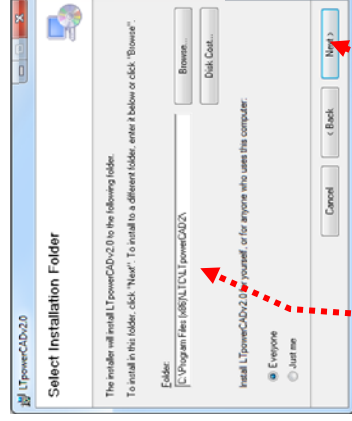 LTpowerCADv2.0
Select Installation Folder
The installer will install LTpowerCADv2.0 to the following folder.
To install in this folder, click "Next". To install to a different folder, enter it below or click "Browse".
Folder:
C:\Program Files (x86)\LTC\LTpowerCAD2\
Browse...
Disk Cost...
Install LTpowerCADv2.0 for yourself, or for anyone who uses this computer:
Everyone
Just me
Cancel
< Back
Next >